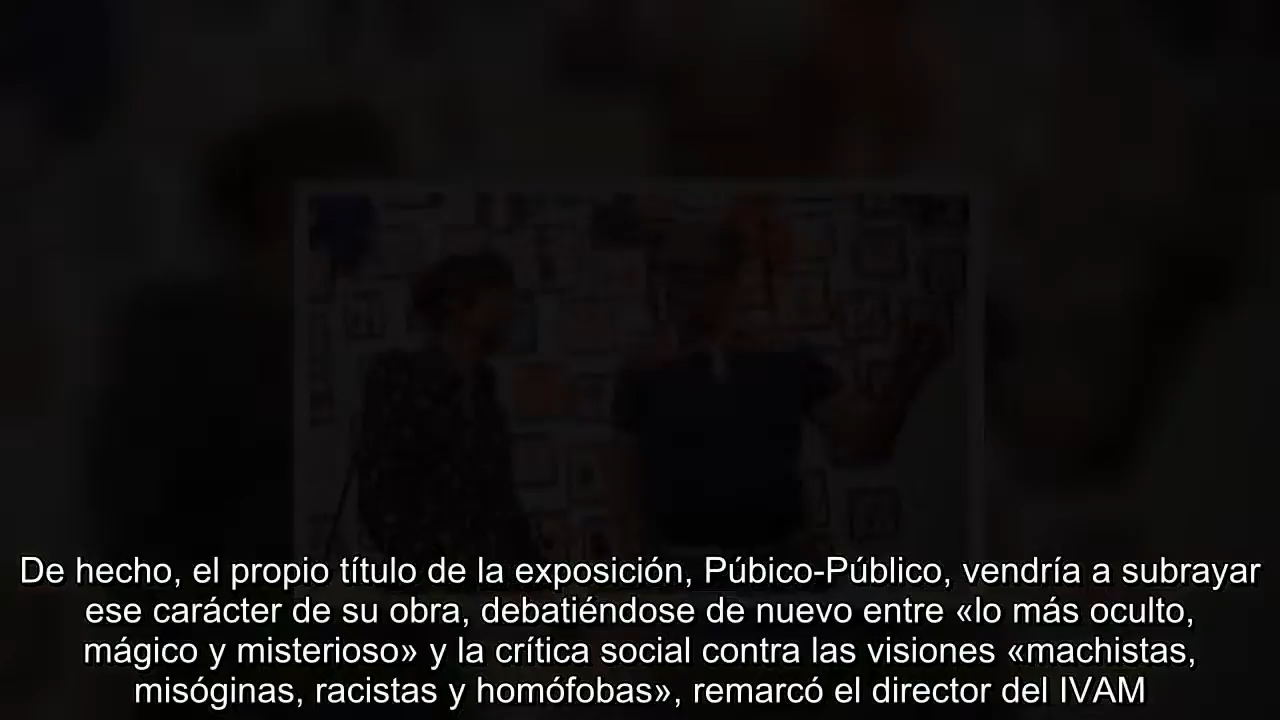 De hecho, el propio título de la exposición, Púbico-Público, vendría a subrayar
ese carácter de su obra, debatiéndose de nuevo entre «lo más oculto,
mágico y misterioso» y la crítica social contra las visiones «machistas,
misóginas, racistas y homófobas», remarcó el director del IVAM